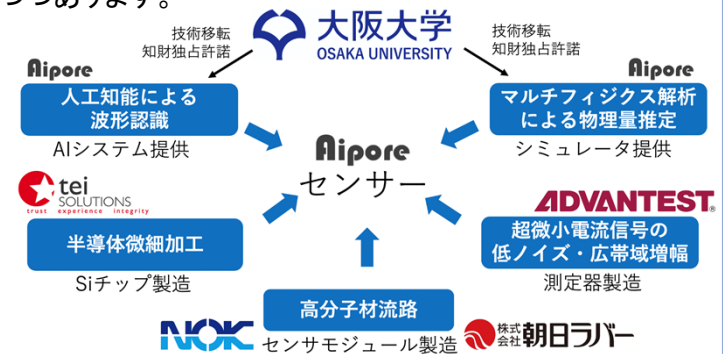 つつあります。
大阪大学
OSAKA UNIVERSITY
技術移転
知財独占許諾
技術移転
知財独占許諾
Aipore
人工知能による
波形認識
AIシステム提供
Aipore
マルチフィジクス解析
による物理量推定
シミュレータ提供
Aipore
センサー
tei
SOLUTIONS
trust experience integrity
半導体微細加工
Siチップ製造
ADVANTEST®
超微小電流信号の
低ノイズ・広帯域増幅
測定器製造
高分子材流路
NOK センサモジュール製造 株式会社 朝日ラバー